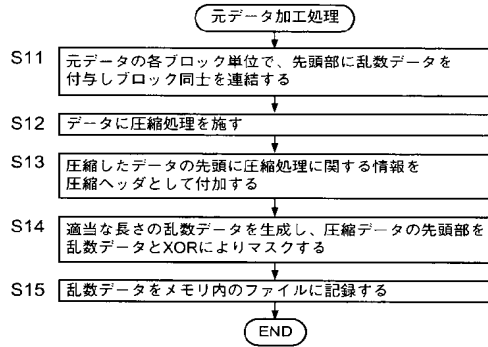 元データ加工処理
S11
元データの各ブロック単位で、先頭部に乱数データを
付与しブロック同士を連結する
S12
データに圧縮処理を施す
S13
圧縮したデータの先頭に圧縮処理に関する情報を
圧縮ヘッダとして付加する
S14
適当な長さの乱数データを生成し、圧縮データの先頭部を
乱数データとXORによりマスクする
S15
乱数データをメモリ内のファイルに記録する
END